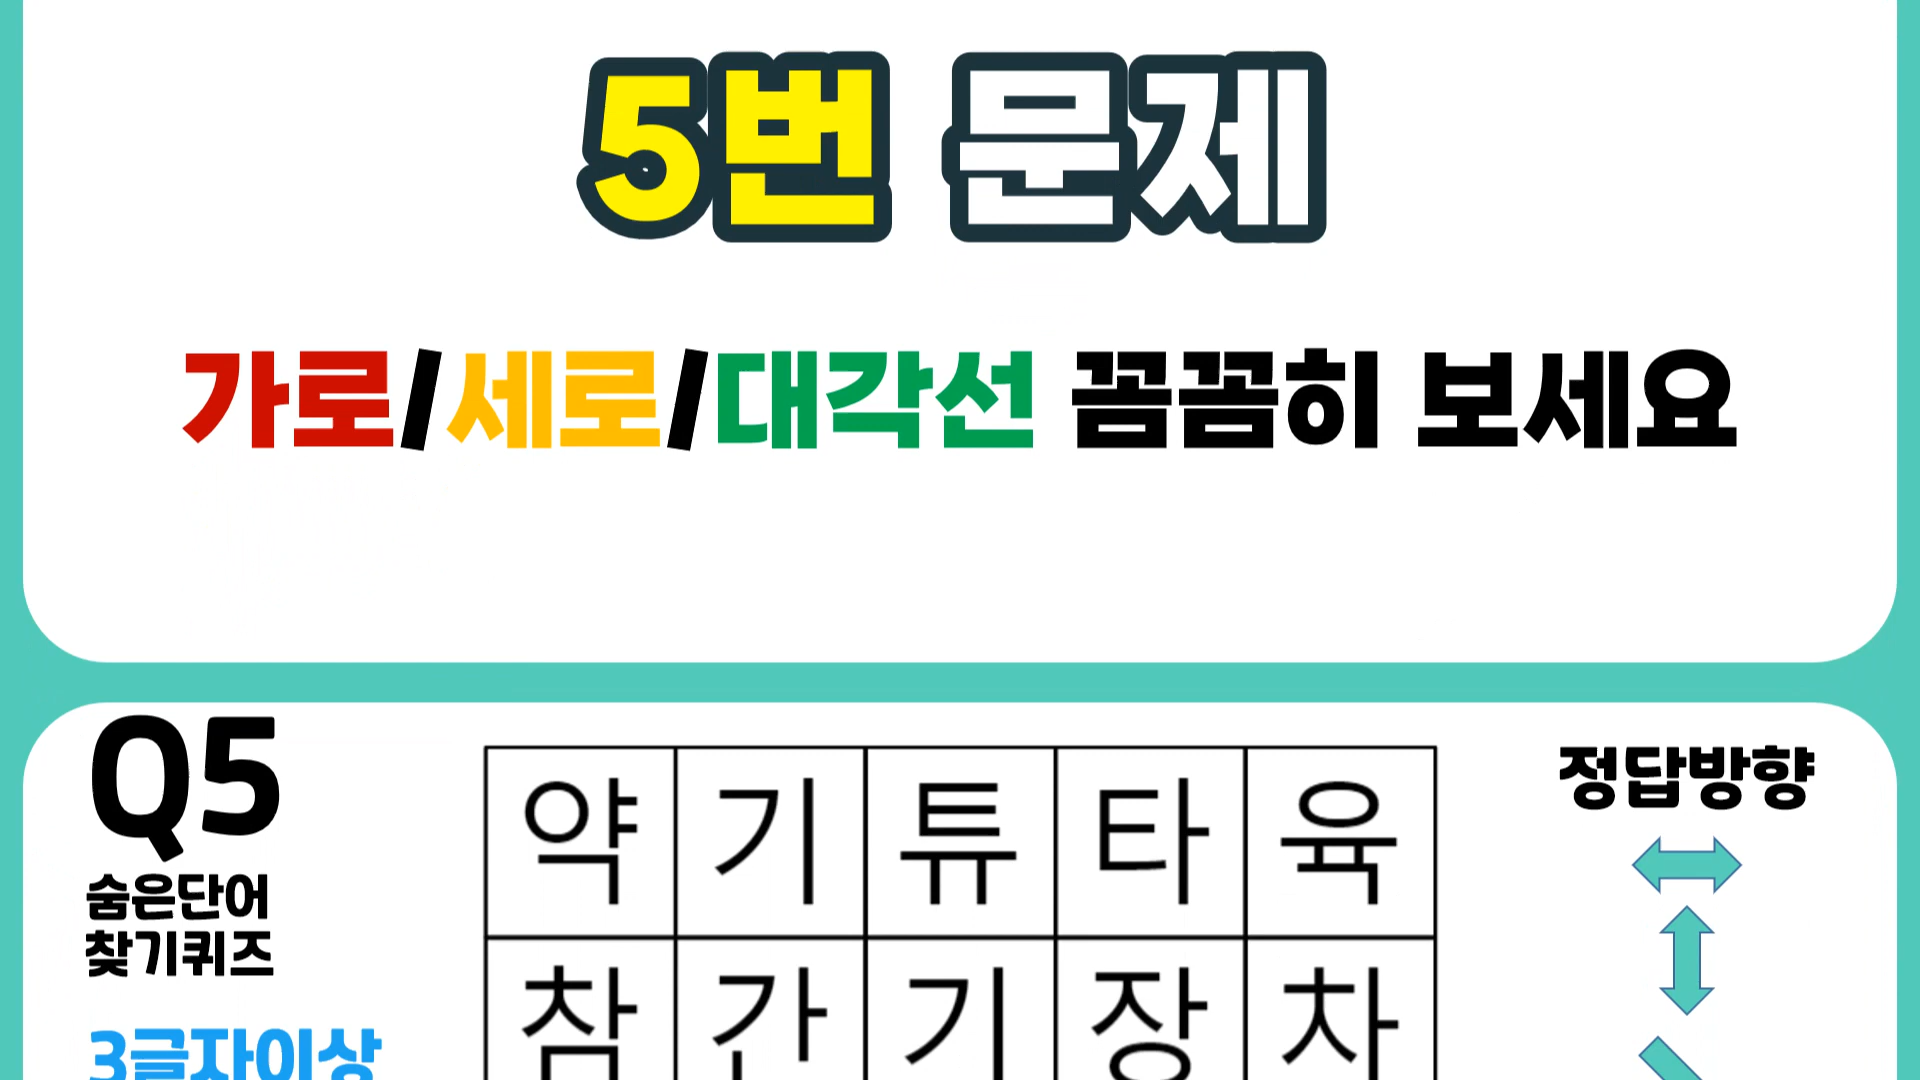 5번 문제
가로/세로/대각선 꼼꼼히 보세요
Q5
숨은단어
찾기퀴즈
3글자이상
약 기 튜 타 육
참 간 기 장 차
정답방향